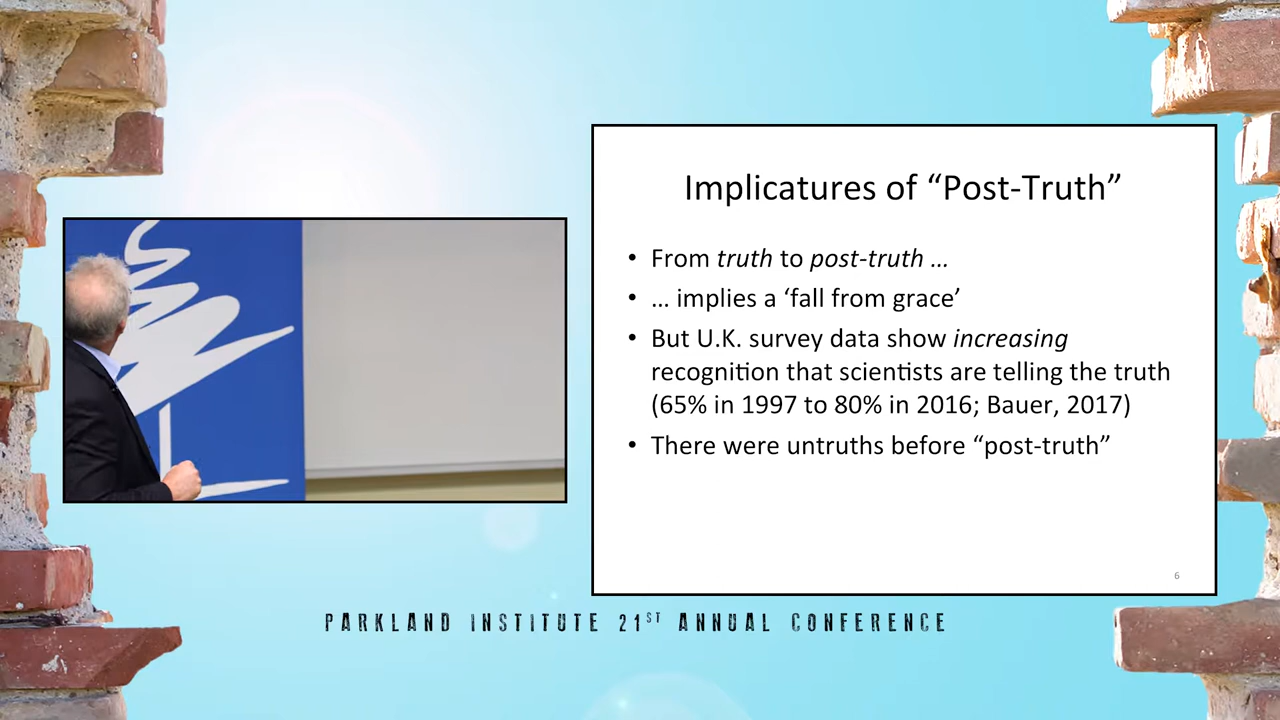 Implicatures of “Post-Truth”
• From truth to post-truth …
• … implies a ‘fall from grace’
• But U.K. survey data show increasing
recognition that scientists are telling the truth
(65% in 1997 to 80% in 2016; Bauer, 2017)
• There were untruths before “post-truth”
6
PARKLAND INSTITUTE 21ST ANNUAL CONFERENCE